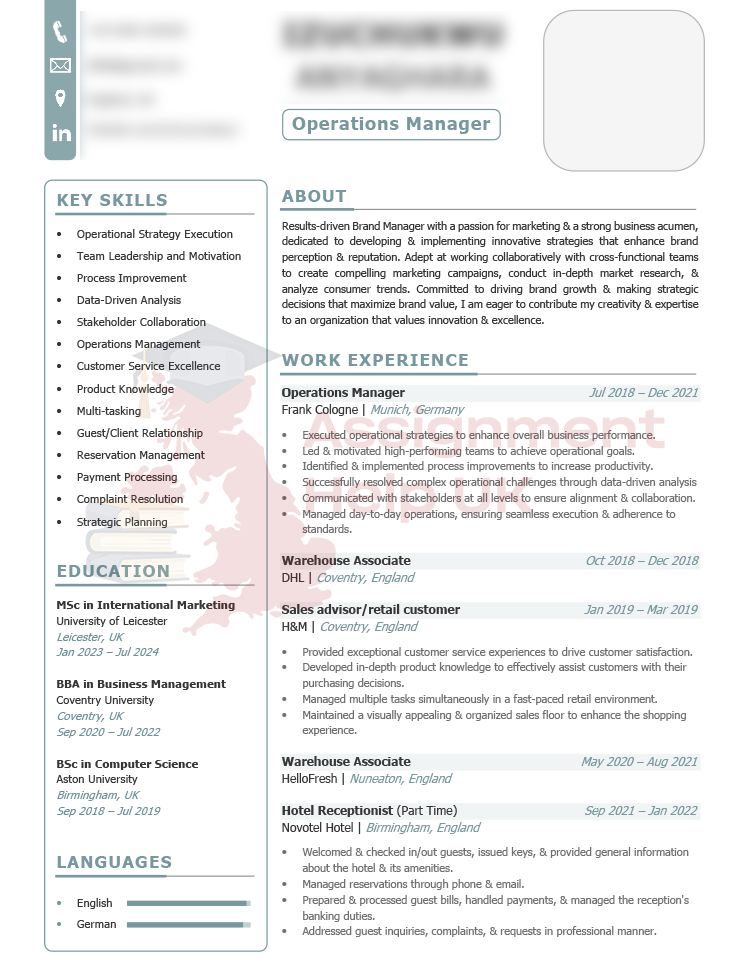 Operations Manager
KEY SKILLS
• Operational Strategy Execution
• Team Leadership and Motivation
• Process Improvement
• Data-Driven Analysis
• Stakeholder Collaboration
• Operations Management
• Customer Service Excellence
• Product Knowledge
• Multi-tasking
• Guest/Client Relationship
• Reservation Management
• Payment Processing
• Complaint Resolution
• Strategic Planning
EDUCATION
MSc in International Marketing
University of Leicester
Leicester, UK
Jan 2023 – Jul 2024
BBA in Business Management
Coventry University
Coventry, UK
Sep 2020 – Jul 2022
BSc in Computer Science
Aston University
Birmingham, UK
Sep 2018 – Jul 2019
LANGUAGES
• English
• German
ABOUT
Results-driven Brand Manager with a passion for marketing & a strong business acumen,
dedicated to developing & implementing innovative strategies that enhance brand
perception & reputation. Adept at working collaboratively with cross-functional teams
to create compelling marketing campaigns, conduct in-depth market research, &
analyze consumer trends. Committed to driving brand growth & making strategic
decisions that maximize brand value, I am eager to contribute my creativity & expertise
to an organization that values innovation & excellence.
WORK EXPERIENCE
Operations Manager Jul 2018 – Dec 2021
Frank Cologne | Munich, Germany
• Executed operational strategies to enhance overall business performance.
• Led & motivated high-performing teams to achieve operational goals.
• Identified & implemented process improvements to increase productivity.
• Successfully resolved complex operational challenges through data-driven analysis
• Communicated with stakeholders at all levels to ensure alignment & collaboration.
• Managed day-to-day operations, ensuring seamless execution & adherence to
standards.
Warehouse Associate Oct 2018 – Dec 2018
DHL | Coventry, England
Sales advisor/retail customer Jan 2019 – Mar 2019
H&M | Coventry, England
• Provided exceptional customer service experiences to drive customer satisfaction.
• Developed in-depth product knowledge to effectively assist customers with their
purchasing decisions.
• Managed multiple tasks simultaneously in a fast-paced retail environment.
• Maintained a visually appealing & organized sales floor to enhance the shopping
experience.
Warehouse Associate May 2020 – Aug 2021
HelloFresh | Nuneaton, England
Hotel Receptionist (Part Time) Sep 2021 – Jan 2022
Novotel Hotel | Birmingham, England
• Welcomed & checked in/out guests, issued keys, & provided general information
about the hotel & its amenities.
• Managed reservations through phone & email.
• Prepared & processed guest bills, handled payments, & managed the reception's
banking duties.
• Addressed guest inquiries, complaints, & requests in professional manner.
Assignment
Help UK